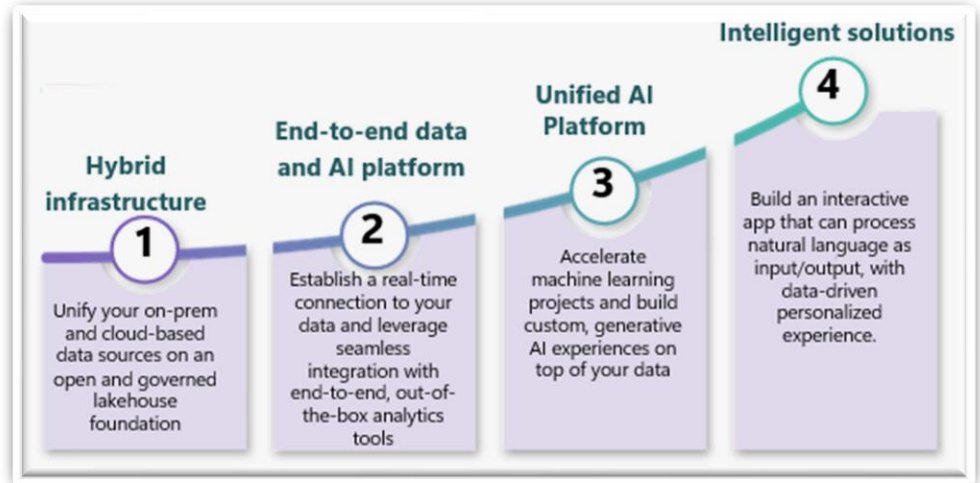 Hybrid
infrastructure
1
Unify your on-prem
and cloud-based
data sources on an
open and governed
lakehouse
foundation
End-to-end data
and AI platform
2
Establish a real-time
connection to your
data and leverage
seamless
integration with
end-to-end, out-of-
the-box analytics
tools
Unified AI
Platform
3
Accelerate
machine learning
projects and build
custom, generative
AI experiences on
top of your data
Intelligent solutions
4
Build an interactive
app that can process
natural language as
input/output, with
data-driven
personalized
experience.